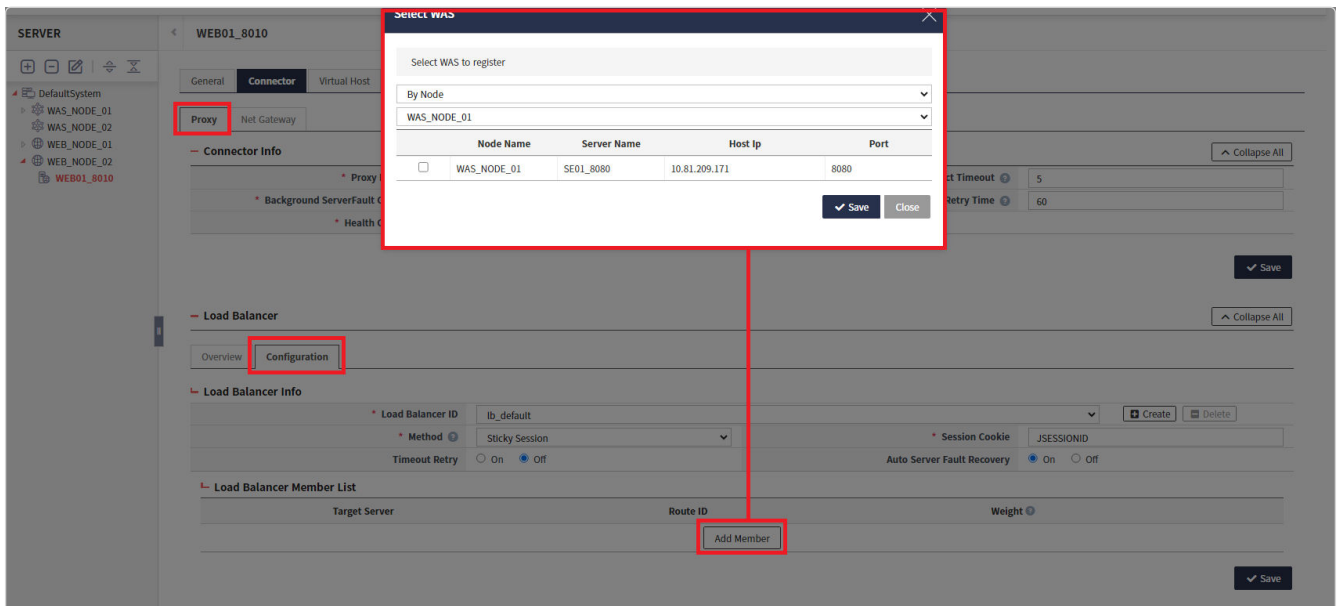 SERVER
WEB01_8010
Select WAS
Select WAS to register
General Connector Virtual Host
By Node
DefaultSystem
WAS_NODE_01
WAS_NODE_01
WAS_NODE_02
Proxy Net Gateway
Node Name Server Name Host Ip Port
WEB_NODE_01
Connector Info
Collapse All
WEB_NODE_02
WAS_NODE_01 SE01_8080 10.81.209.171 8080
WEB01_8010
* Proxy
ct Timeout 5
* Background ServerFault
Retry Time 60
Save Close
* Health
Save
Load Balancer
Collapse All
Overview Configuration
Load Balancer Info
* Load Balancer ID lb_default Create Delete
* Method Sticky Session * Session Cookie JSESSIONID
Timeout Retry On Off Auto Server Fault Recovery On Off
Load Balancer Member List
Target Server Route ID Weight
Add Member
Save